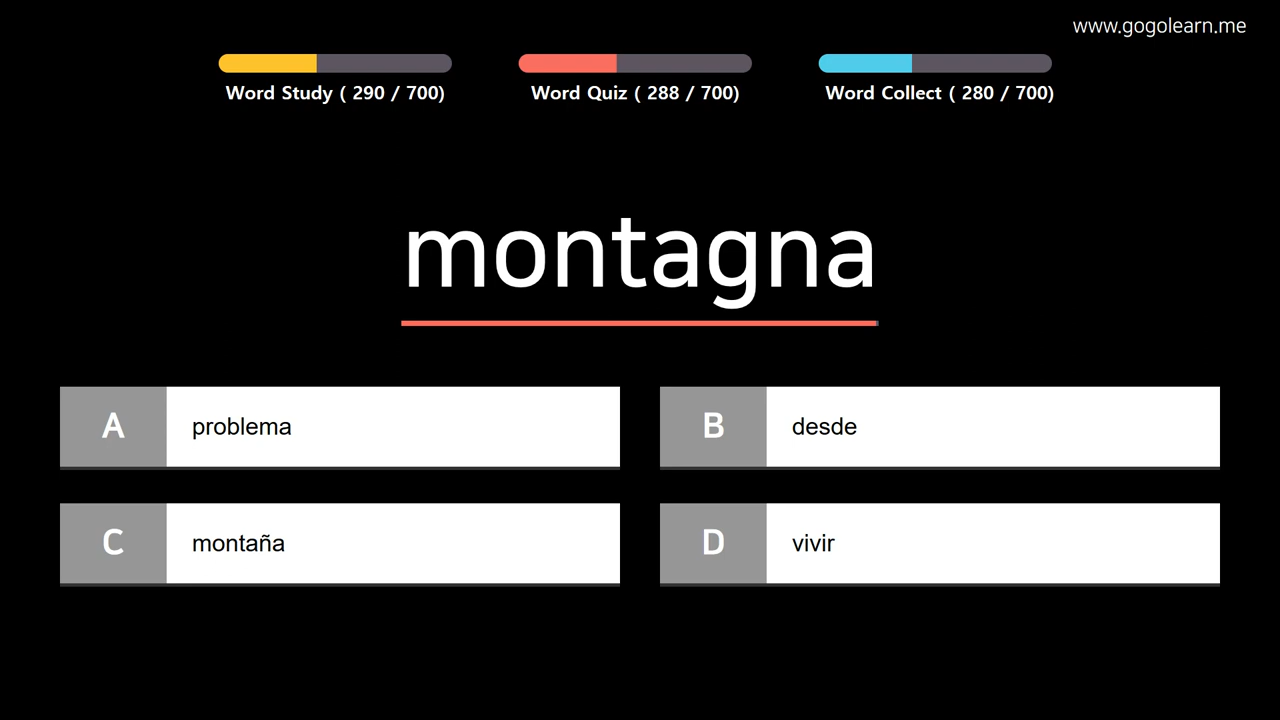 www.gogolearn.me
Word Study ( 290 / 700)
Word Quiz ( 288 / 700)
Word Collect ( 280 / 700)
montagna
A problema
B desde
C montaña
D vivir